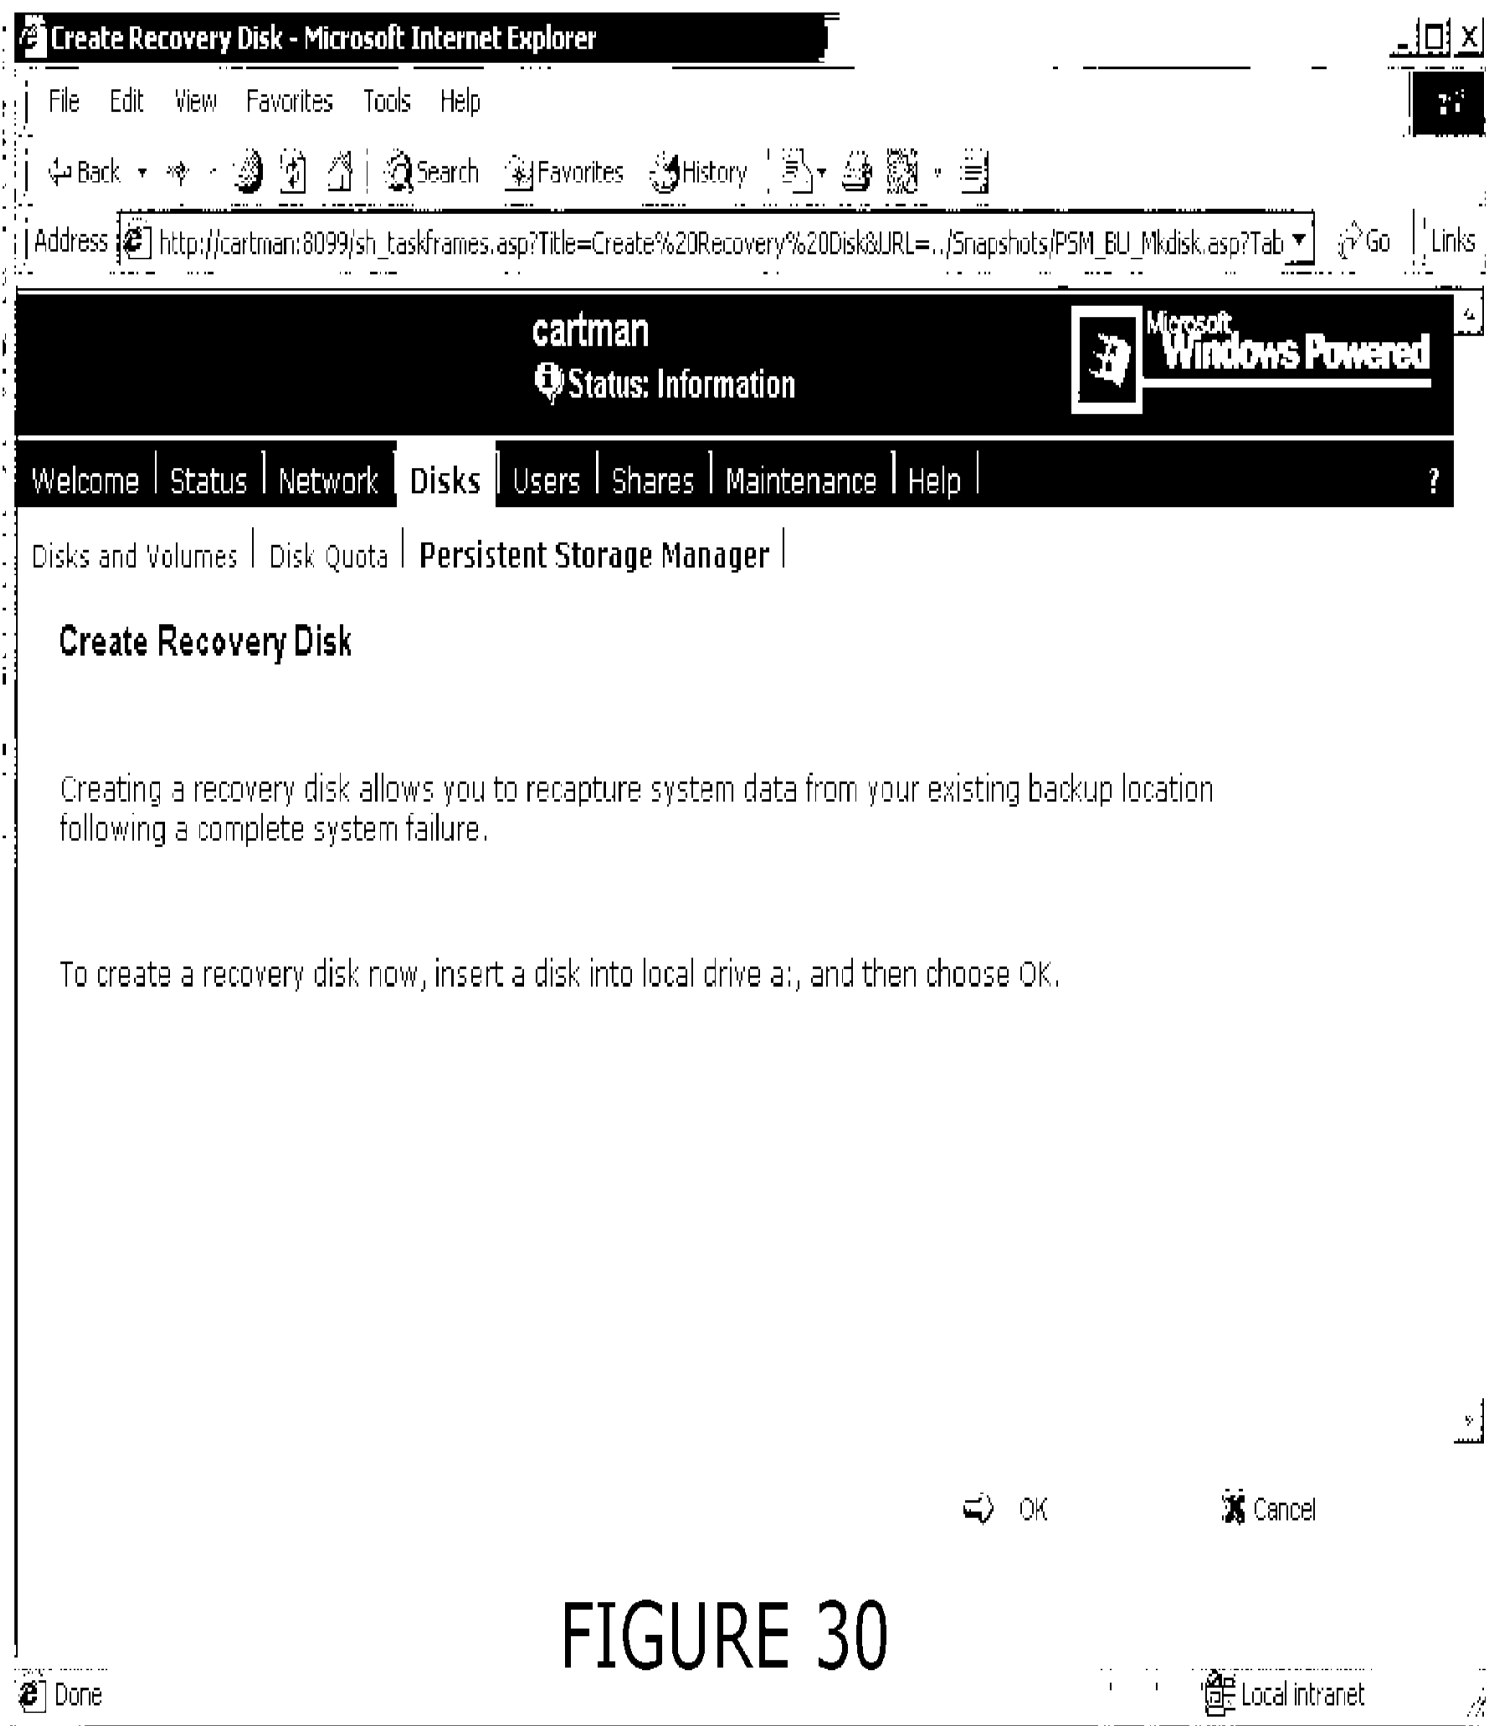 Create Recovery Disk - Microsoft Internet Explorer
File Edit View Favorites Tools Help
Back Search Favorites History
Address http://cartman:8099/sh_taskframes.asp?Title=Create%20Recovery%20Disk&URL=../Snapshots/PSM_BU_Mkdisk.asp?Tab Go Links
cartman
Status: Information
Microsoft
Windows Powered
Welcome Status Network Disks Users Shares Maintenance Help ?
Disks and Volumes Disk Quota Persistent Storage Manager
Create Recovery Disk
Creating a recovery disk allows you to recapture system data from your existing backup location
following a complete system failure.
To create a recovery disk now, insert a disk into local drive a:, and then choose OK.
OK Cancel
FIGURE 30
Done Local intranet